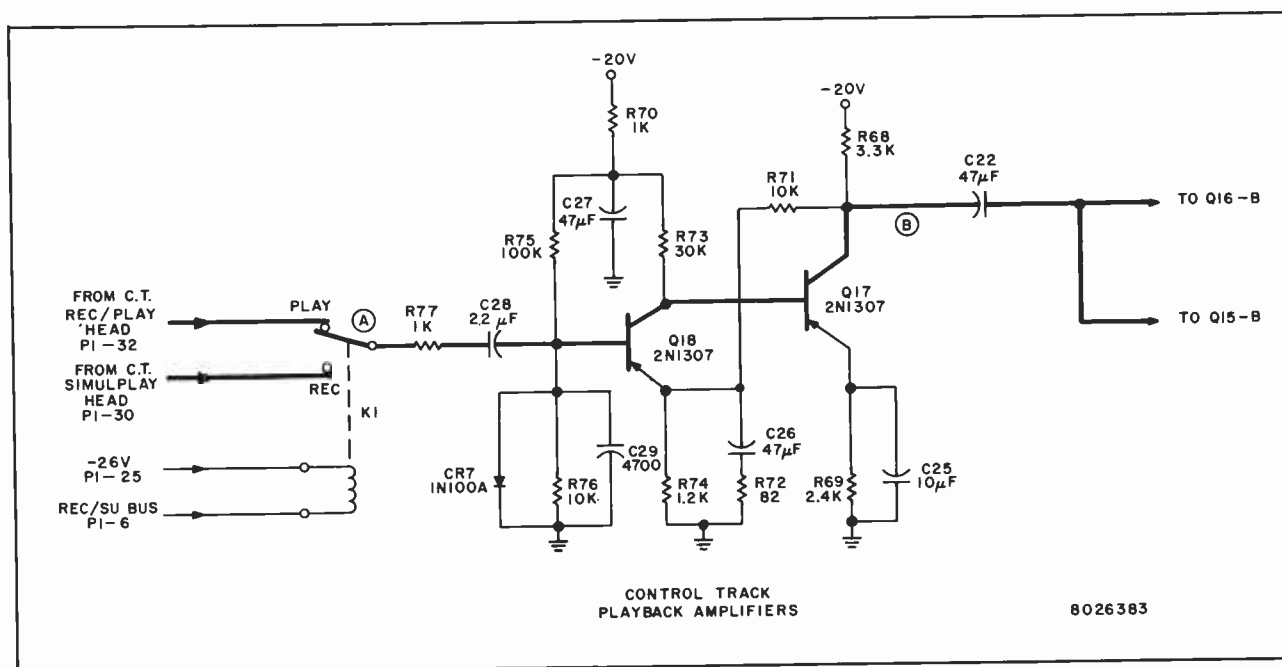 -20V
R70
1K
-20V
R68
3.3K
C22
47µF
R71
10K
TO Q16-B
C27
47µF
R75
100K
R73
30K
B
Q17
2N1307
FROM C.T.
REC/PLAY
HEAD
P1-32
PLAY
A
R77
1K
C28
2.2 µF
Q18
2N1307
TO Q15-B
FROM C.T.
SIMULPLAY
HEAD
P1-30
REC
K1
-26V
P1-25
REC/SU BUS
P1-6
CR7
1N100A
R76
10K
C29
4700
R74
1.2K
C26
47µF
R72
82
R69
2.4K
C25
10µF
CONTROL TRACK
PLAYBACK AMPLIFIERS
8026383